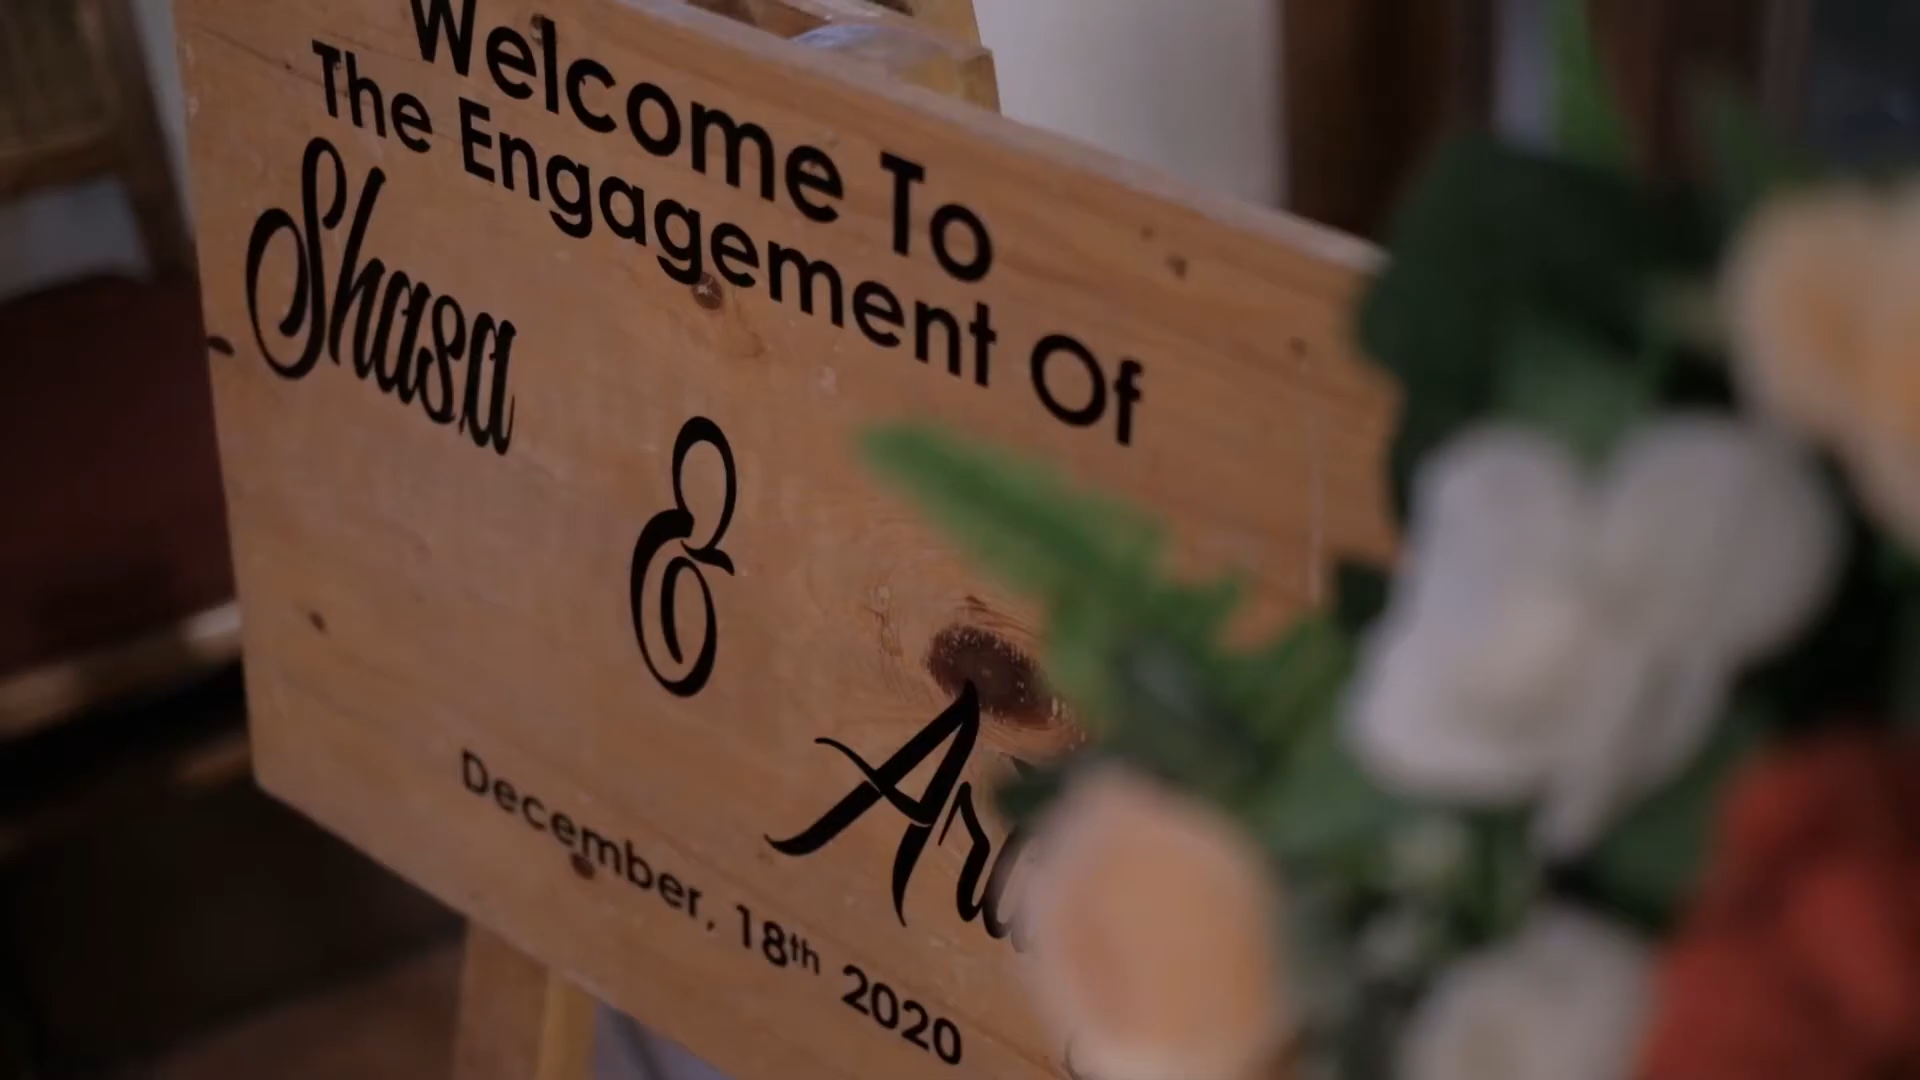 Welcome To
The Engagement Of
Shasa
&
December, 18th 2020